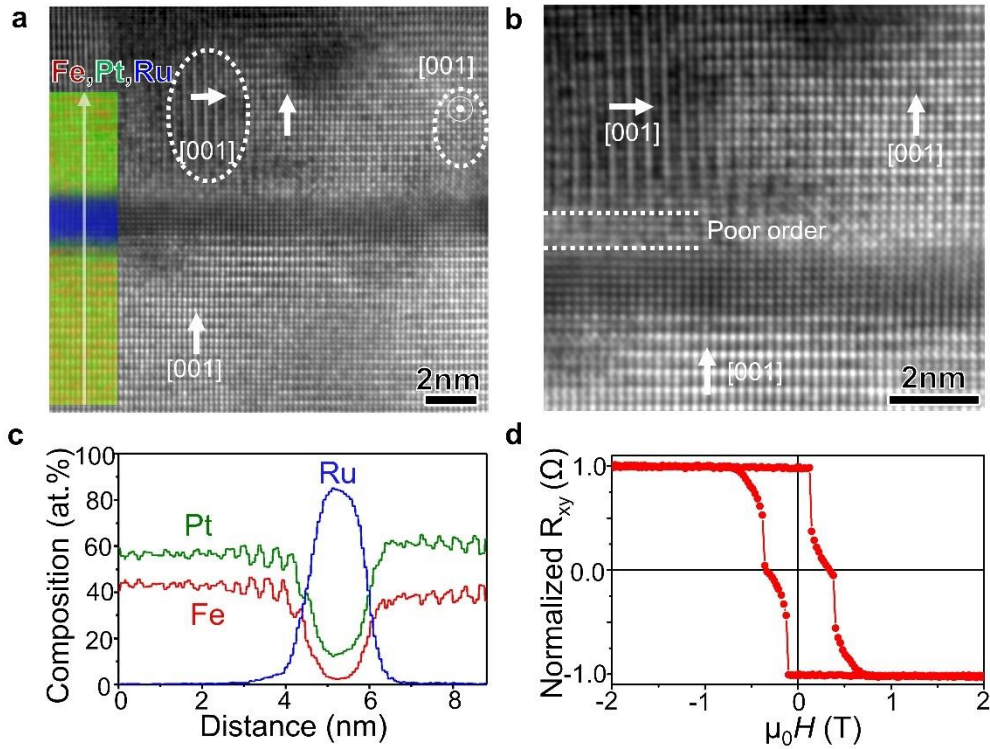 a
Fe,Pt,Ru
[001]
[001]
[001]
2nm
b
[001]
[001]
Poor order
[001]
2nm
c
Composition (at.%)
100
80
60
40
20
0
Ru
Pt
Fe
0 2 4 6 8
Distance (nm)
d
Normalized Rxy (Ω)
1.0
0.0
-1.0
-2 -1 0 1 2
μ0H (T)